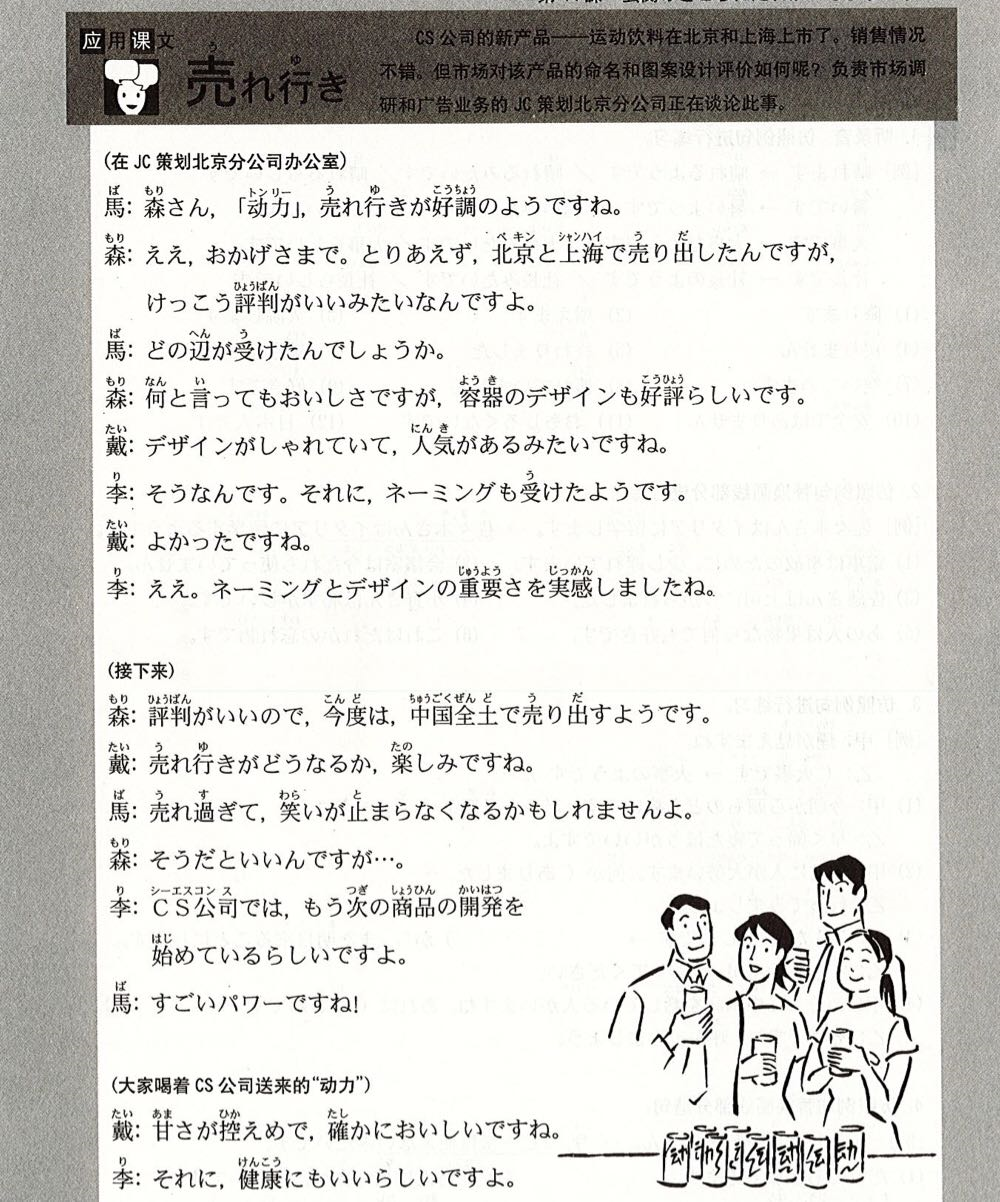 应用课文
売れ行き
CS公司的新产品——运动饮料在北京和上海上市了。销售情况
不错。但市场对该产品的命名和图案设计评价如何呢？负责市场调
研和广告业务的 JC 策划北京分公司正在谈论此事。
(在 JC 策划北京分公司办公室)
馬: 森さん, 「动力」, 売れ行きが好調のようですね。
森: ええ, おかげさまで。とりあえず, 北京と上海で売り出したんですが,
けっこう評判がいいみたいなんですよ。
馬: どの辺が受けたんでしょうか。
森: 何と言ってもおいしさですが, 容器のデザインも好評らしいです。
戴: デザインがしゃれていて, 人気があるみたいですね。
李: そうなんです。それに, ネーミングも受けたようです。
戴: よかったですね。
李: ええ。ネーミングとデザインの重要さを実感しましたね。
(接下来)
森: 評判がいいので, 今度は, 中国全土で売り出すようです。
戴: 売れ行きがどうなるか, 楽しみですね。
馬: 売れ過ぎて, 笑いが止まらなくなるかもしれませんよ。
森: そうだといいんですが…。
李: CS公司では, もう次の商品の開発を
始めているらしいですよ。
馬: すごいパワーですね!
(大家喝着 CS 公司送来的“动力”)
戴: 甘さが控えめで, 確かにおいしいですね。
李: それに, 健康にもいいらしいですよ。